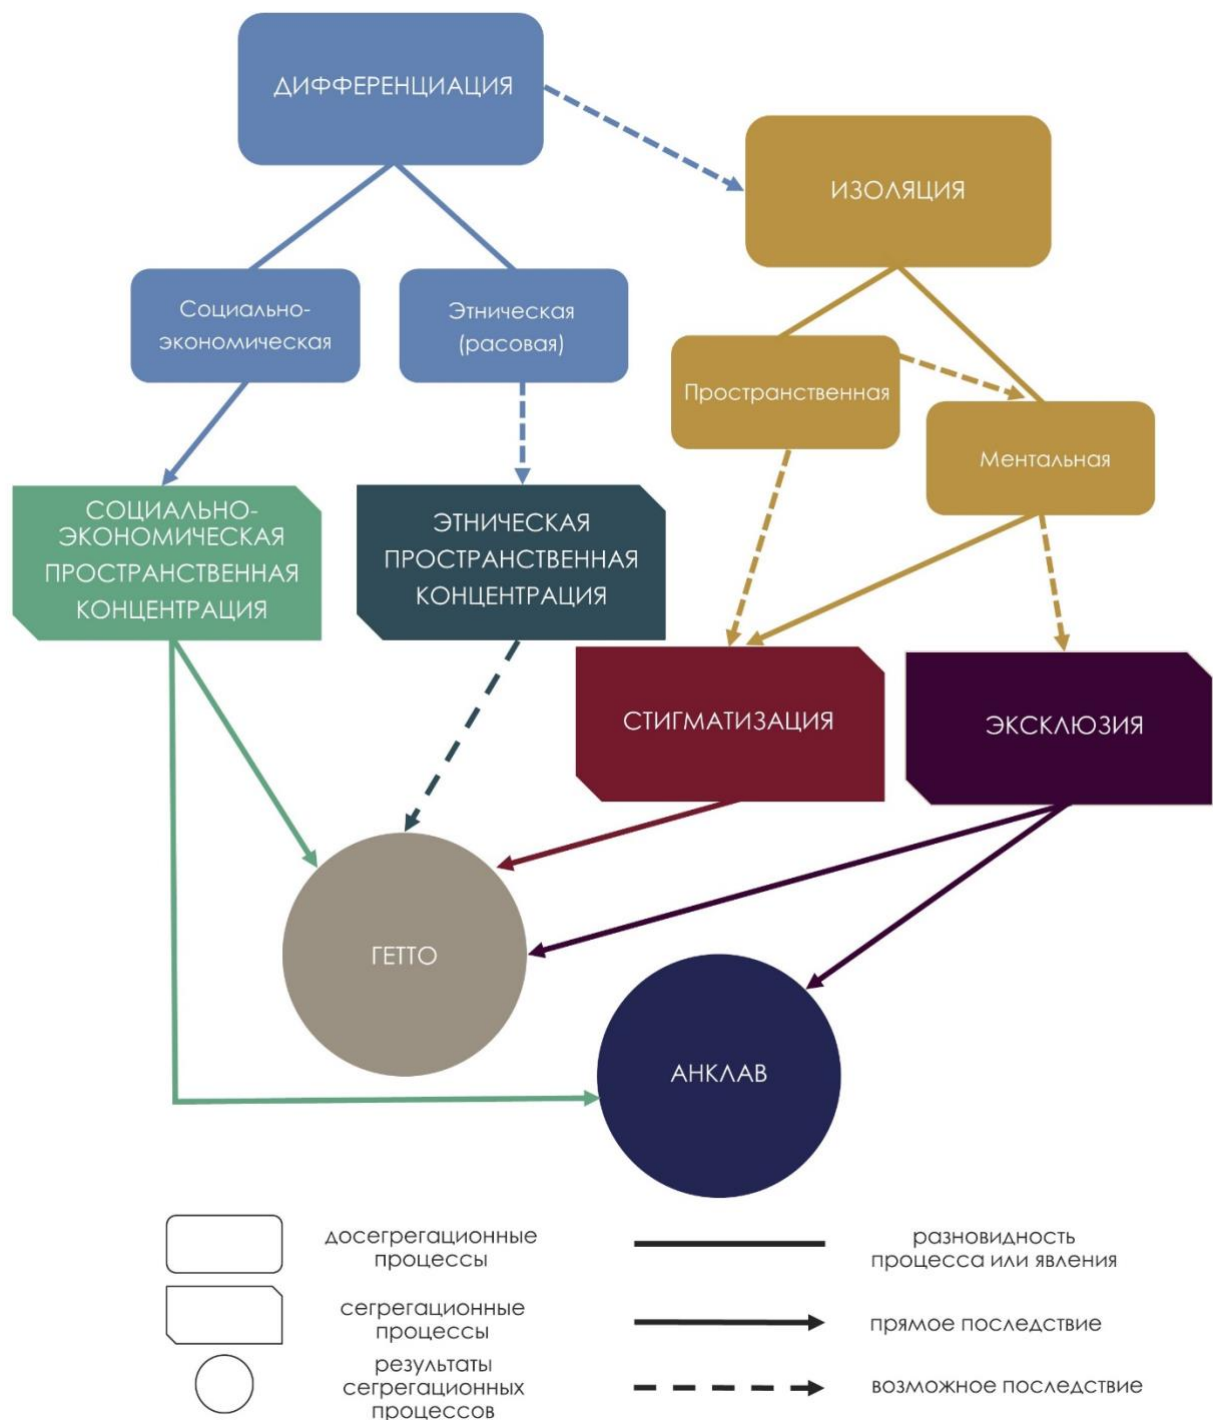 ДИФФЕРЕНЦИАЦИЯ
ИЗОЛЯЦИЯ
Социально-
экономическая
Этническая
(расовая)
Пространственная
Ментальная
СОЦИАЛЬНО-
ЭКОНОМИЧЕСКАЯ
ПРОСТРАНСТВЕННАЯ
КОНЦЕНТРАЦИЯ
ЭТНИЧЕСКАЯ
ПРОСТРАНСТВЕННАЯ
КОНЦЕНТРАЦИЯ
СТИГМАТИЗАЦИЯ
ЭКСКЛЮЗИЯ
ГЕТТО
АНКЛАВ
досегрегационные
процессы
сегрегационные
процессы
результаты
сегрегационных
процессов
разновидность
процесса или явления
прямое последствие
возможное последствие